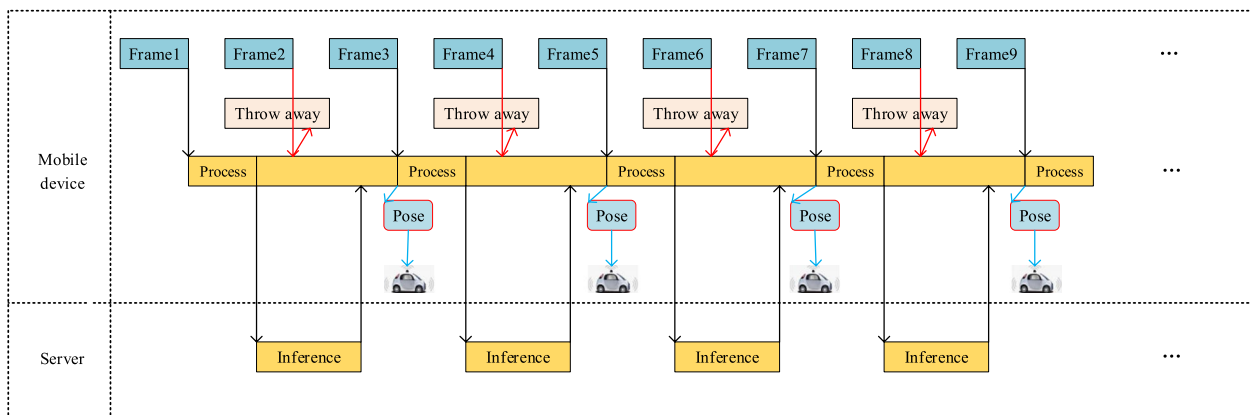 Frame1 Frame2 Frame3 Frame4 Frame5 Frame6 Frame7 Frame8 Frame9 ...
Throw away Throw away Throw away Throw away
Mobile
device
Process Process Process Process Process ...
Pose Pose Pose Pose
Server
Inference Inference Inference Inference ...